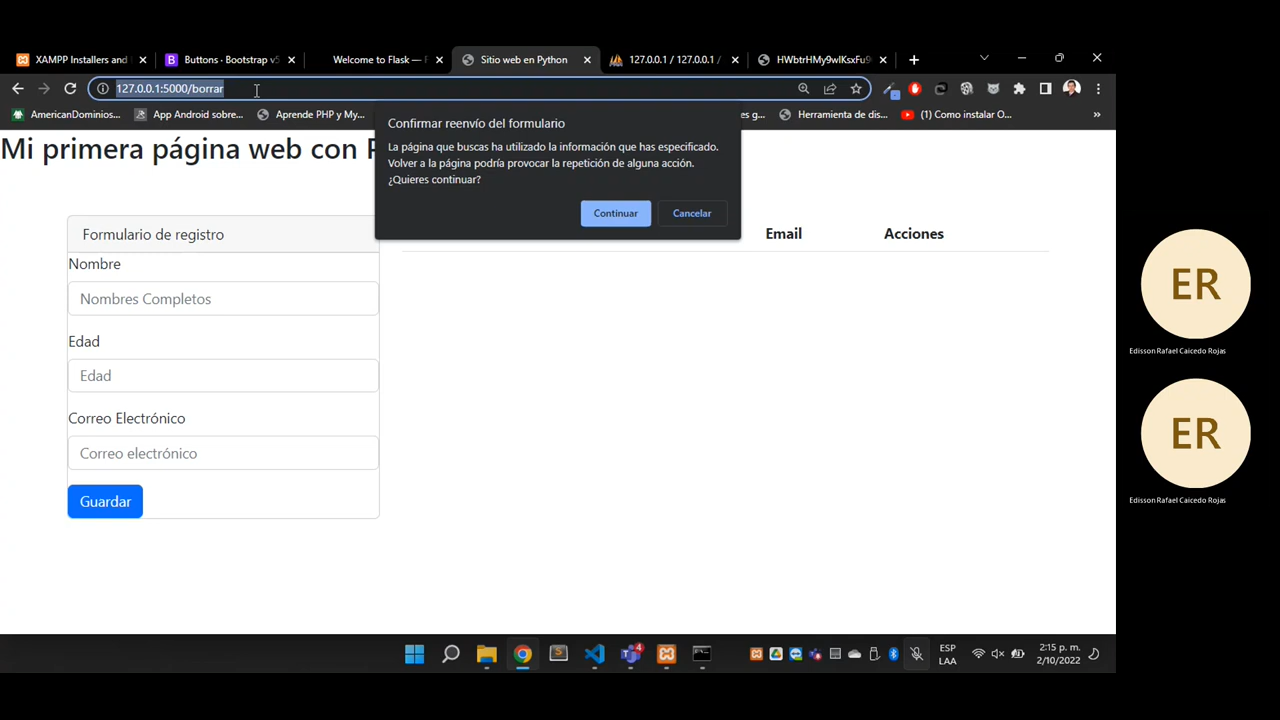 XAMPP Installers and
Buttons · Bootstrap v5
Welcome to Flask —
Sitio web en Python
127.0.0.1 / 127.0.0.1 /
HWbtrHMy9wIKsxFu9
127.0.0.1:5000/borrar
AmericanDominios...
App Android sobre...
Aprende PHP y My...
Herramienta de dis...
(1) Como instalar O...
»
Confirmar reenvío del formulario
La página que buscas ha utilizado la información que has especificado.
Volver a la página podría provocar la repetición de alguna acción.
¿Quieres continuar?
Continuar
Cancelar
Mi primera página web con
Formulario de registro
Nombre
Nombres Completos
Edad
Edad
Correo Electrónico
Correo electrónico
Guardar
Email
Acciones
ER
Edisson Rafael Caicedo Rojas
ER
Edisson Rafael Caicedo Rojas
ESP
LAA
2:15 p. m.
2/10/2022